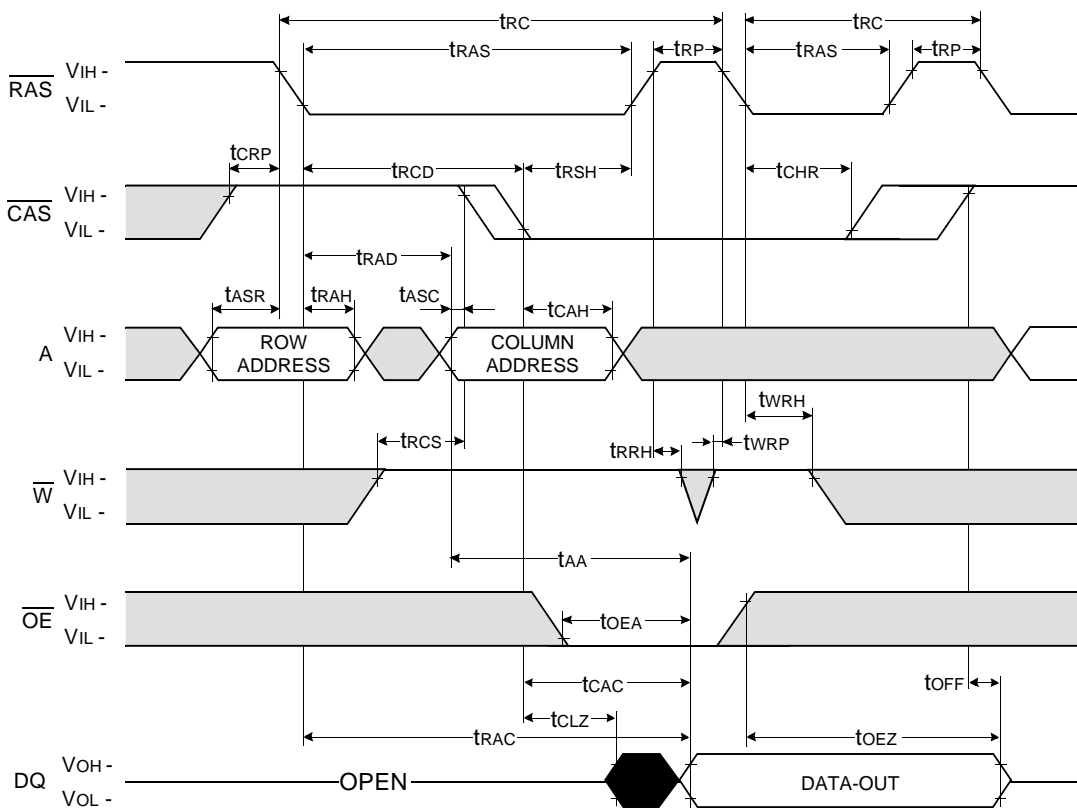 tRC tRC
tRAS tRP tRAS tRP
RAS VIH -
VIL -
tCRP tRCD tRSH tCHR
CAS VIH -
VIL -
tRAD
tASR tRAH tASC tCAH
A VIH -
VIL -
ROW
ADDRESS
COLUMN
ADDRESS
tWRH
tRCS tRRH tWRP
W VIH -
VIL -
tAA
OE VIH -
VIL -
tOEA
tCAC tOFF
tCLZ
tRAC tOEZ
DQ VOH -
VOL -
OPEN DATA-OUT